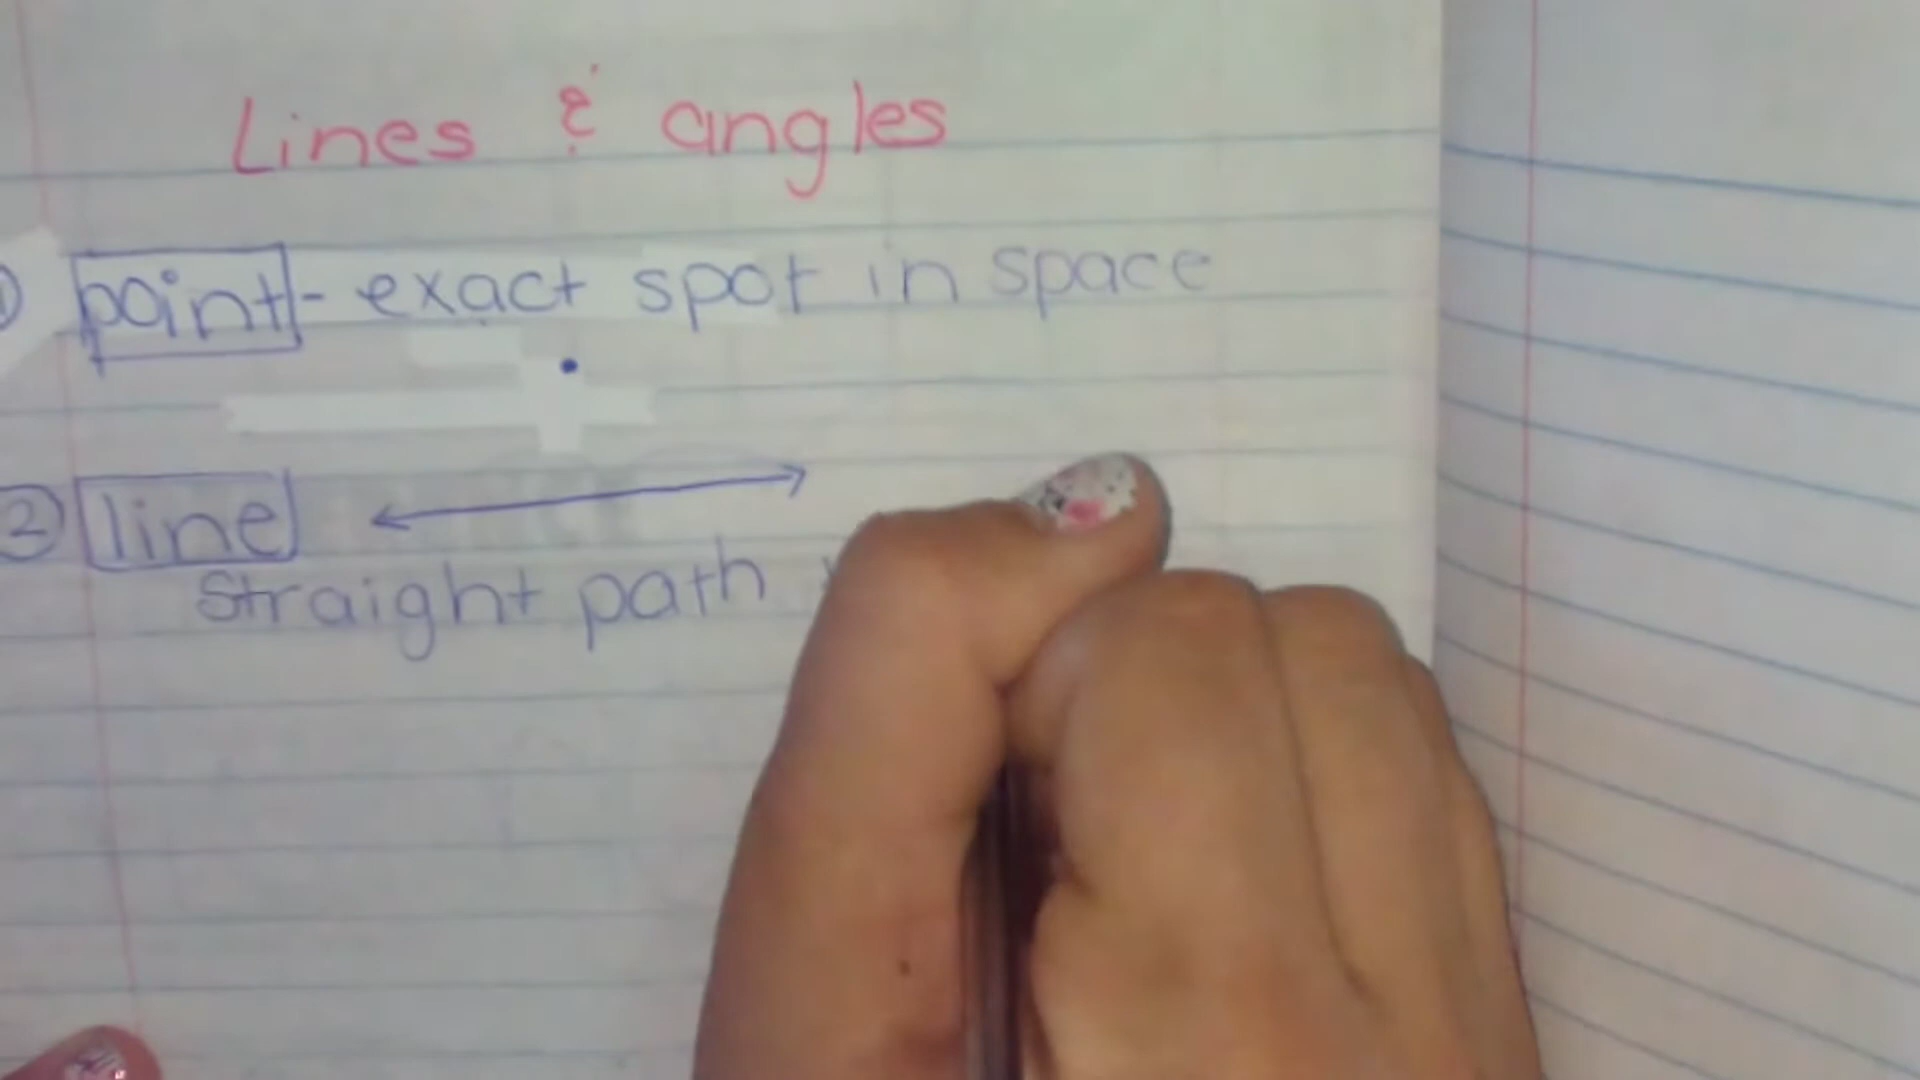 Lines & angles
① point - exact spot in space
② line
straight path